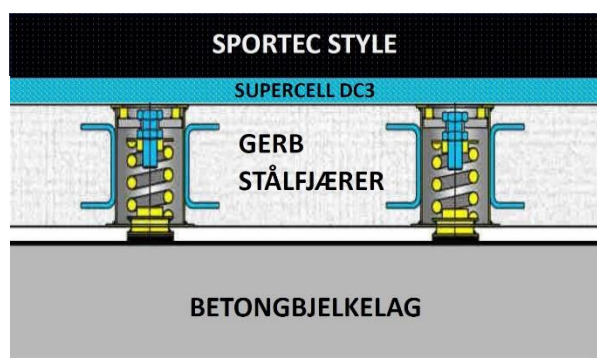 SPORTEC STYLE
SUPERCELL DC3
GERB
STÅLFJÆRER
BETONGBJELKELAG